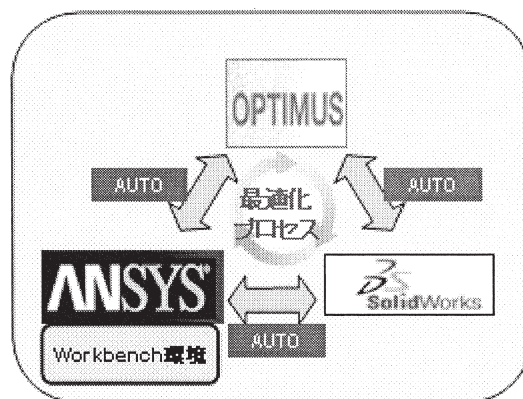 OPTIMUS
AUTO
AUTO
最適化
プロセス
ANSYS®
SolidWorks
Workbench環境
AUTO